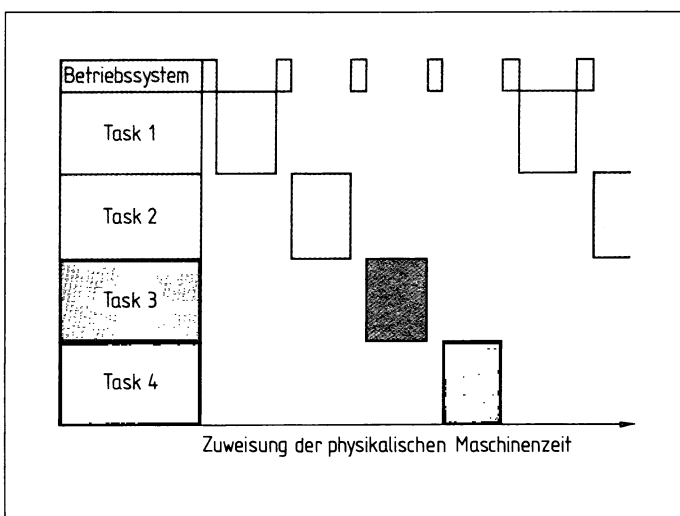 Betriebssystem
Task 1
Task 2
Task 3
Task 4
Zuweisung der physikalischen Maschinenzeit